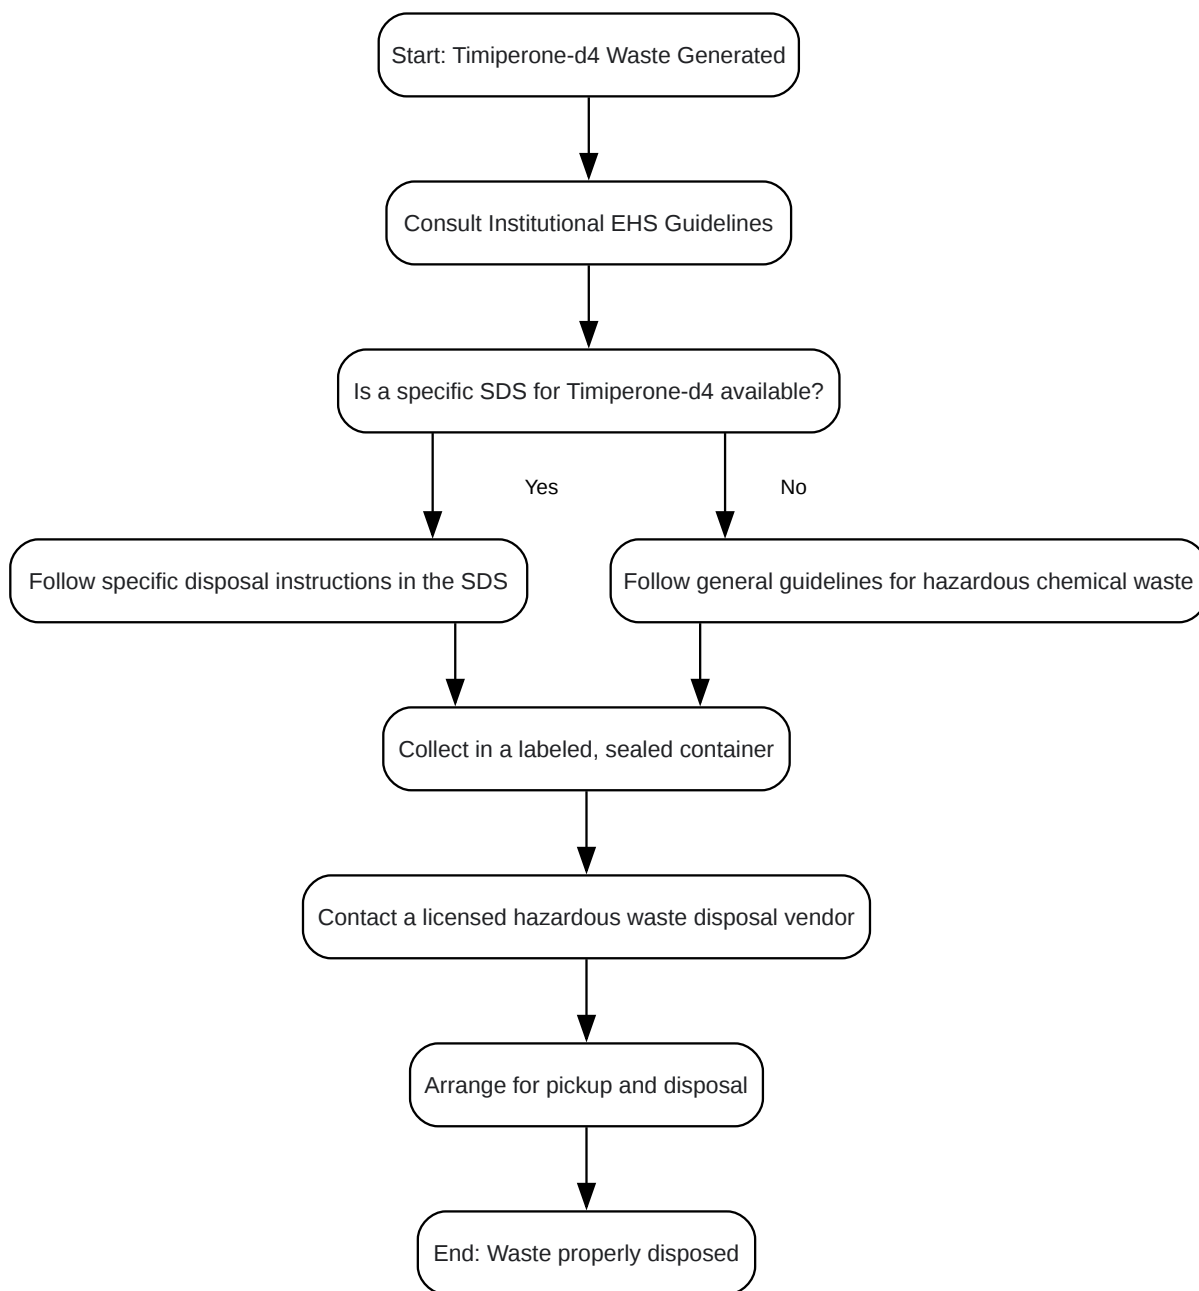 Start: Timiperone-d4 Waste Generated
Consult Institutional EHS Guidelines
Is a specific SDS for Timiperone-d4 available?
Yes
No
Follow specific disposal instructions in the SDS
Follow general guidelines for hazardous chemical waste
Collect in a labeled, sealed container
Contact a licensed hazardous waste disposal vendor
Arrange for pickup and disposal
End: Waste properly disposed